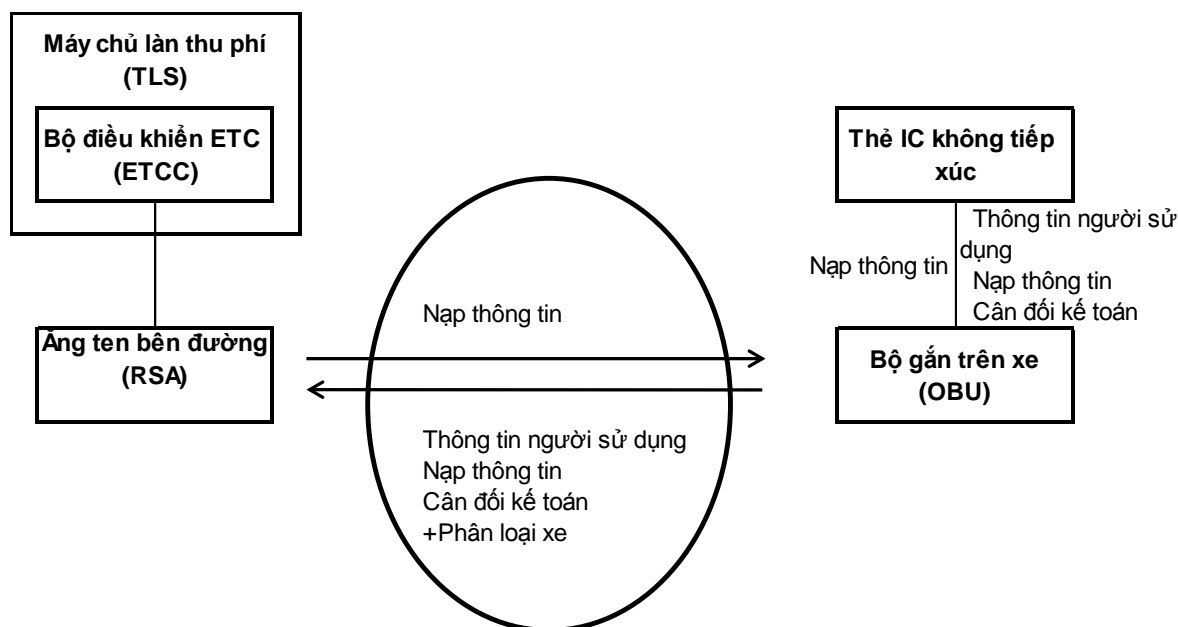 Máy chủ làn thu phí
(TLS)
Bộ điều khiển ETC
(ETCC)
Ăng ten bên đường
(RSA)
Nạp thông tin
Thông tin người sử dụng
Nạp thông tin
Cân đối kế toán
+Phân loại xe
Thẻ IC không tiếp
xúc
Nạp thông tin
Thông tin người sử
dụng
Nạp thông tin
Cân đối kế toán
Bộ gắn trên xe
(OBU)